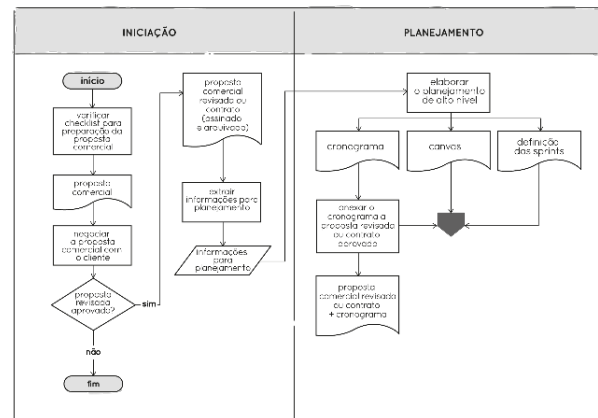 INICIAÇÃO
PLANEJAMENTO
início
verificar
checklist para
preparação da
proposta
comercial
proposta
comercial
negociar
a proposta
comercial com
o cliente
proposta
revisada
aprovada?
sim
não
fim
proposta
comercial
revisada ou
contrato
(assinado
e arquivado)
extrair
informações para
planejamento
informações
para
planejamento
elaborar
o planejamento
de alto nível
cronograma
canvas
definição
das sprints
anexar o
cronograma a
proposta revisada
ou contrato
aprovado
proposta
comercial revisada
ou contrato
+ cronograma